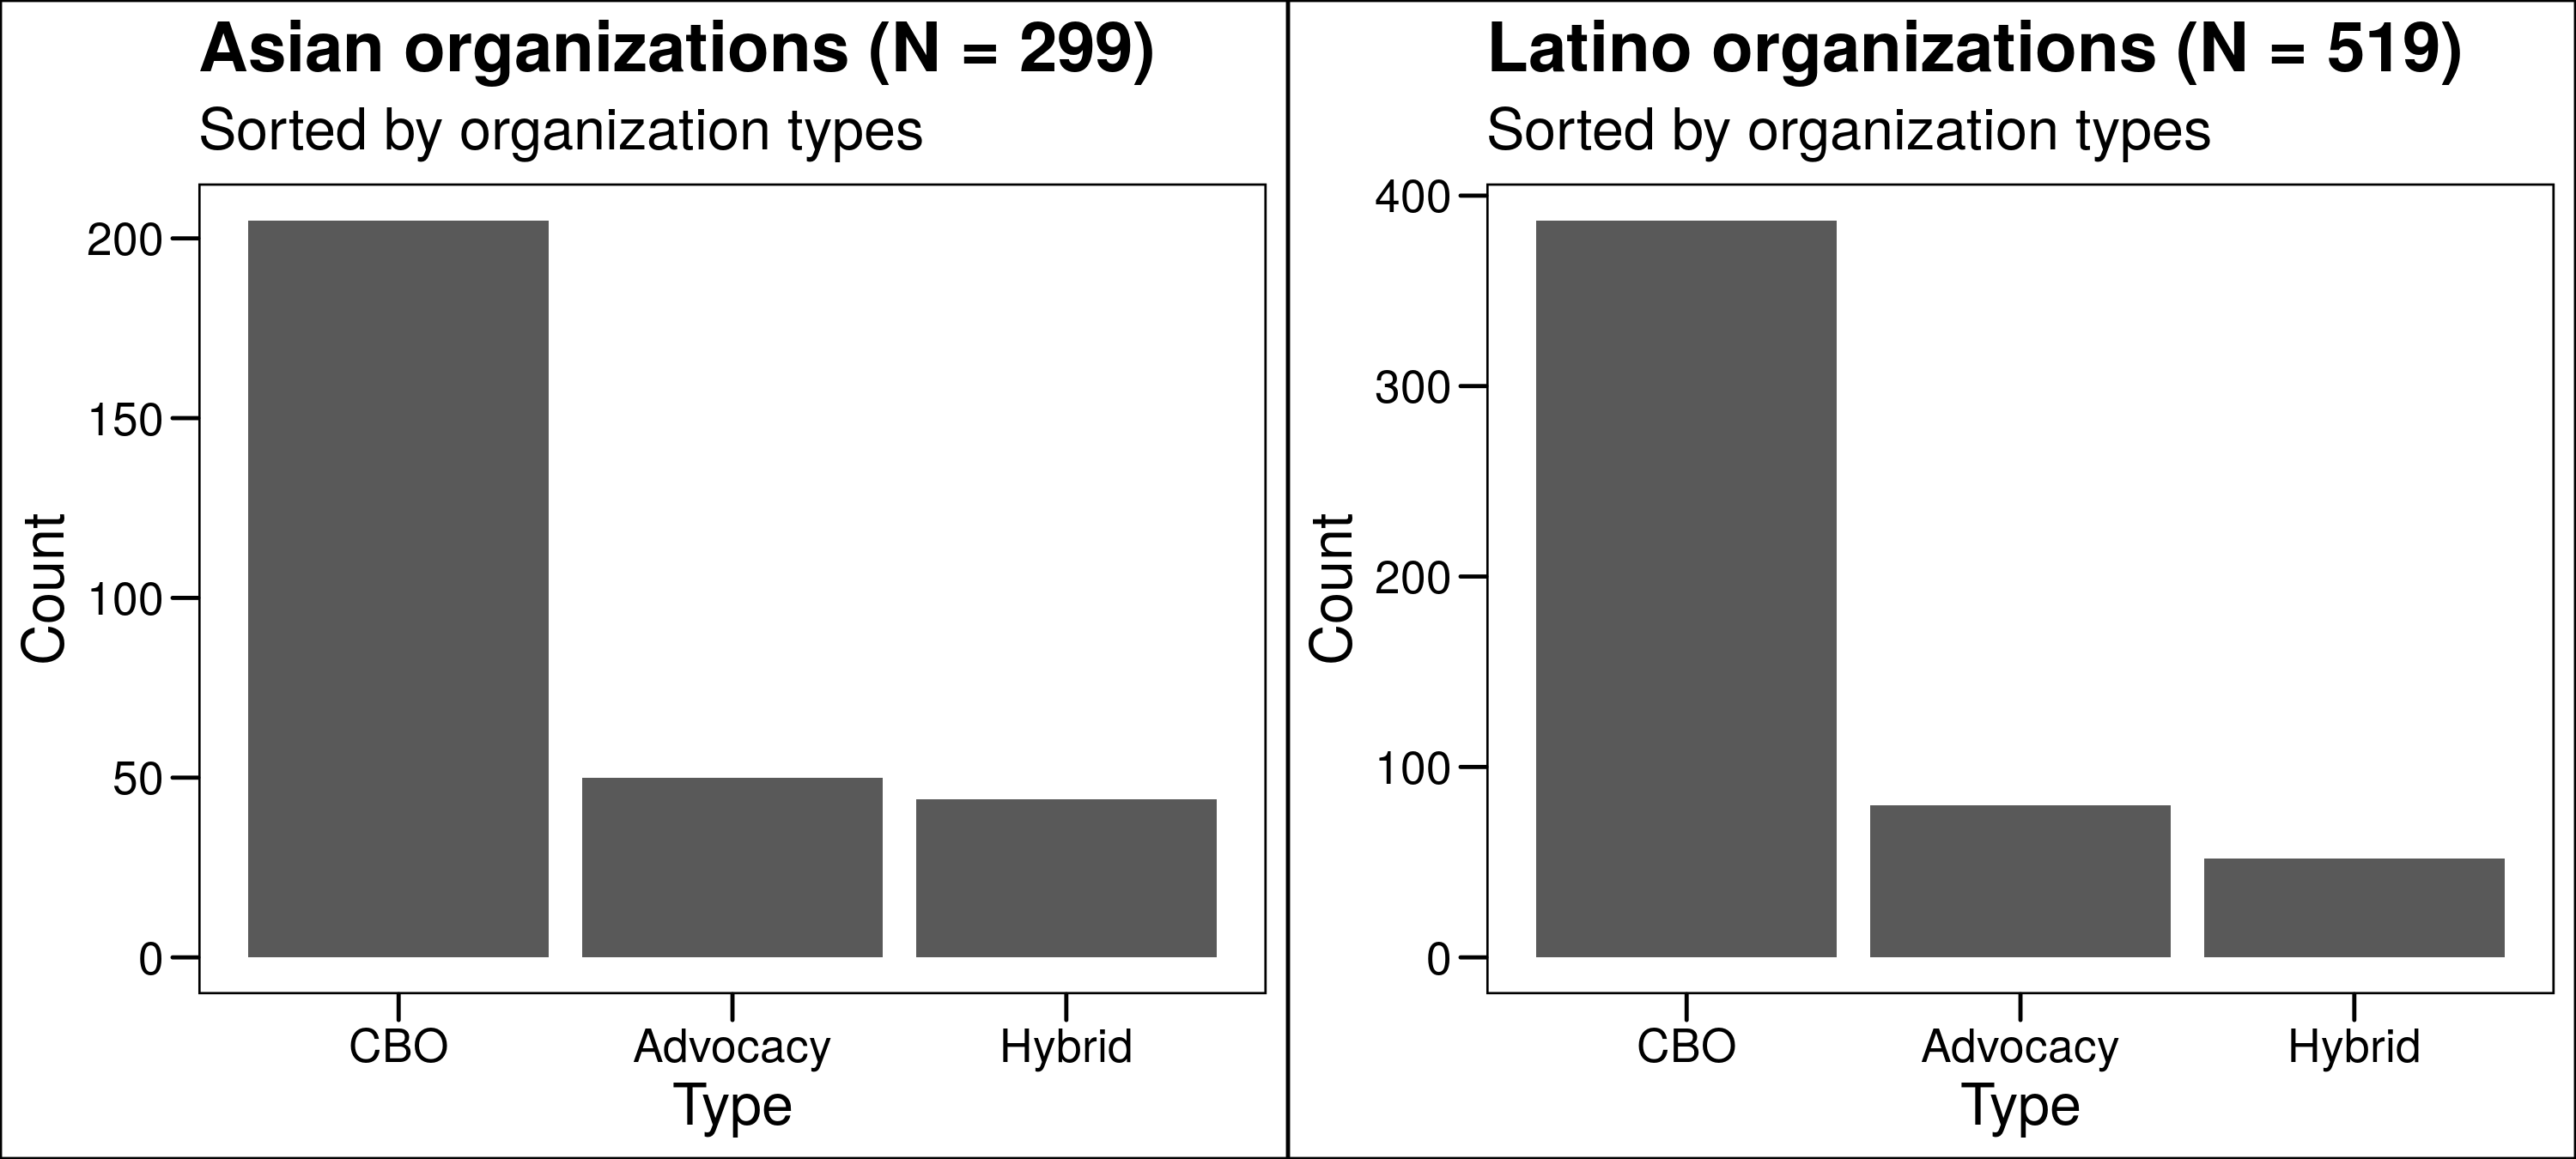 Asian organizations (N = 299)
Sorted by organization types
Count
200
150
100
50
0
CBO Advocacy Hybrid
Type
Latino organizations (N = 519)
Sorted by organization types
Count
400
300
200
100
0
CBO Advocacy Hybrid
Type